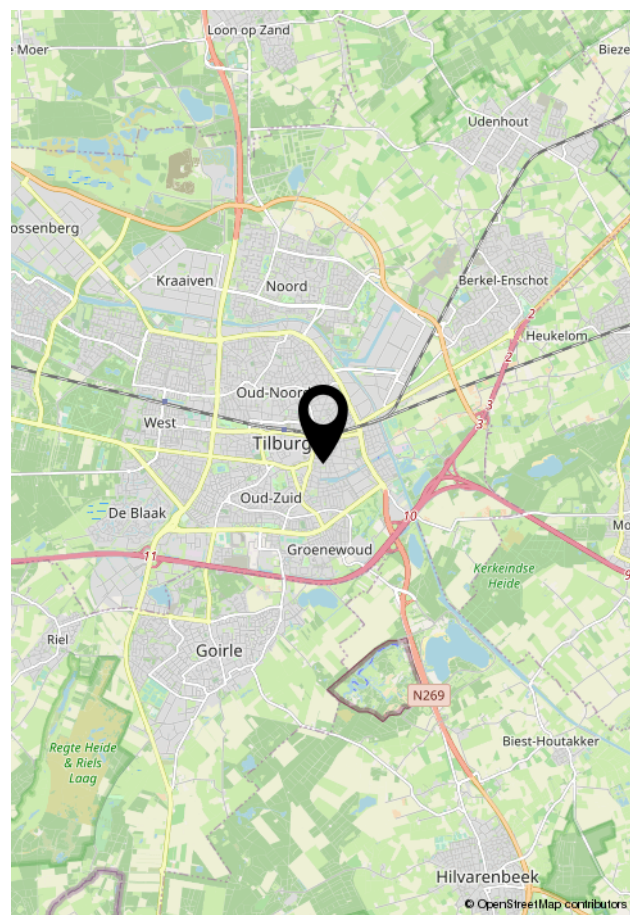 Loon op Zand
e Moer
Bieze
Udenhout
ossenberg
Kraaiven
Noord
Berkel-Enschot
2
Heukelom
2
Oud-Noord
3
West
3
Tilburg
Oud-Zuid
De Blaak
10
Mo
Groenewoud
11
Kerkeindse
Heide
9
Riel
Goirle
N269
Biest-Houtakker
Regte Heide
& Riels
Laag
Hilvarenbeek
© OpenStreetMap contributors